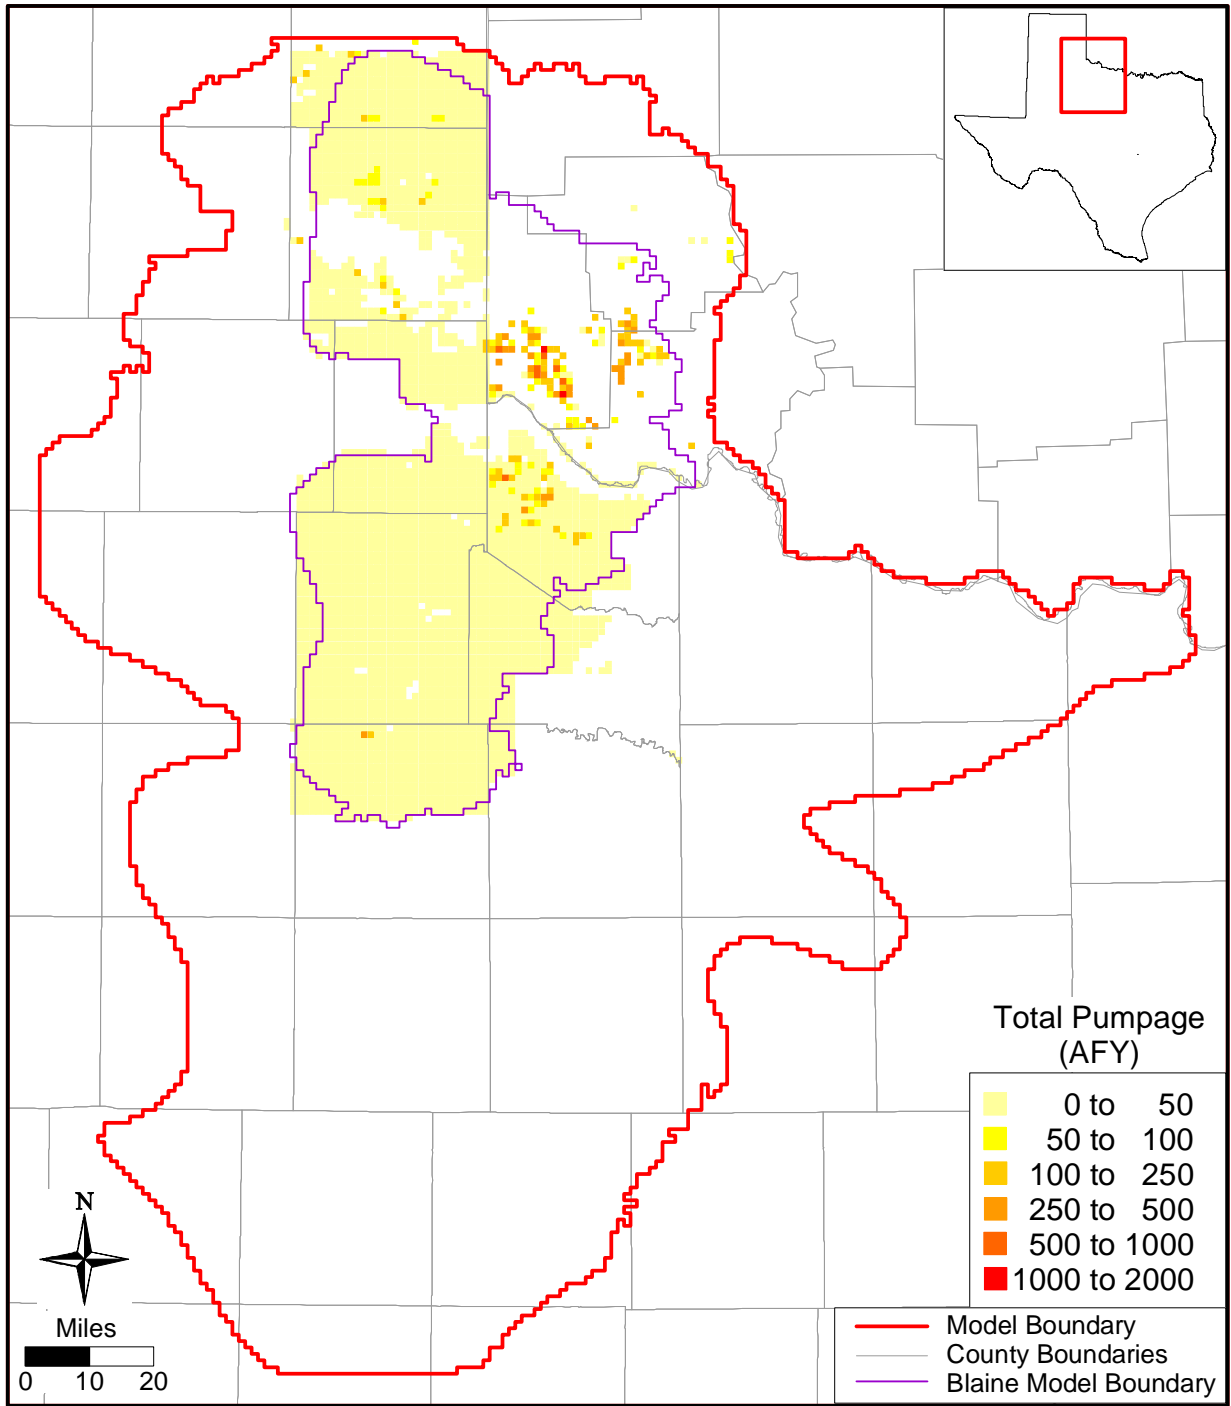 Total Pumpage
(AFY)
0 to 50
50 to 100
100 to 250
250 to 500
500 to 1000
1000 to 2000
N
Miles
0 10 20
Model Boundary
County Boundaries
Blaine Model Boundary